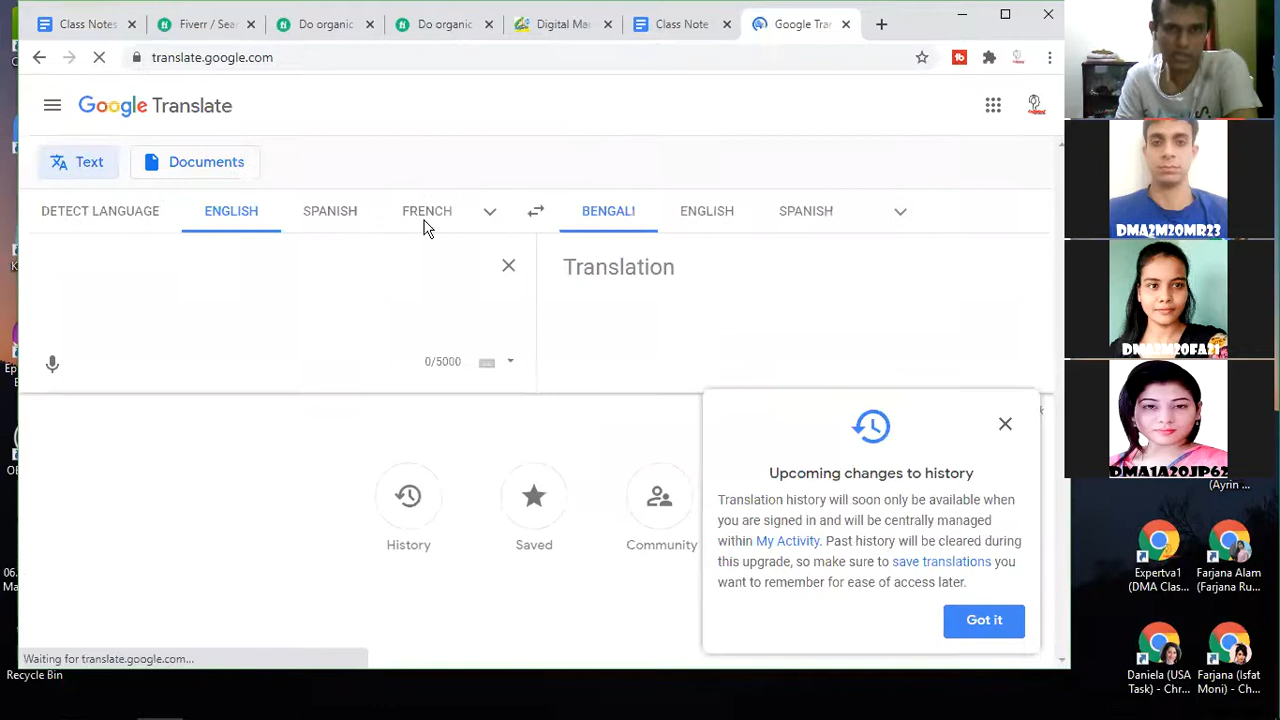 Class Notes
Fiverr / Sea
Do organic
Do organic
Digital Ma
Class Note
Google Tra
translate.google.com
Google Translate
Text
Documents
DETECT LANGUAGE
ENGLISH
SPANISH
FRENCH
BENGALI
ENGLISH
SPANISH
Translation
0/5000
Upcoming changes to history
Translation history will soon only be available when
you are signed in and will be centrally managed
within My Activity. Past history will be cleared during
this upgrade, so make sure to save translations you
want to remember for ease of access later.
Got it
History
Saved
Community
Waiting for translate.google.com...
Recycle Bin
DMA2M20MR23
DMA2M20FA21
DMA1A20JP62
(Ayrin ...
Expertva1
(DMA Clas...
Farjana Alam
(Farjana Ru...
Daniela (USA
Task) - Chr...
Farjana (Isfat
Moni) - Ch...